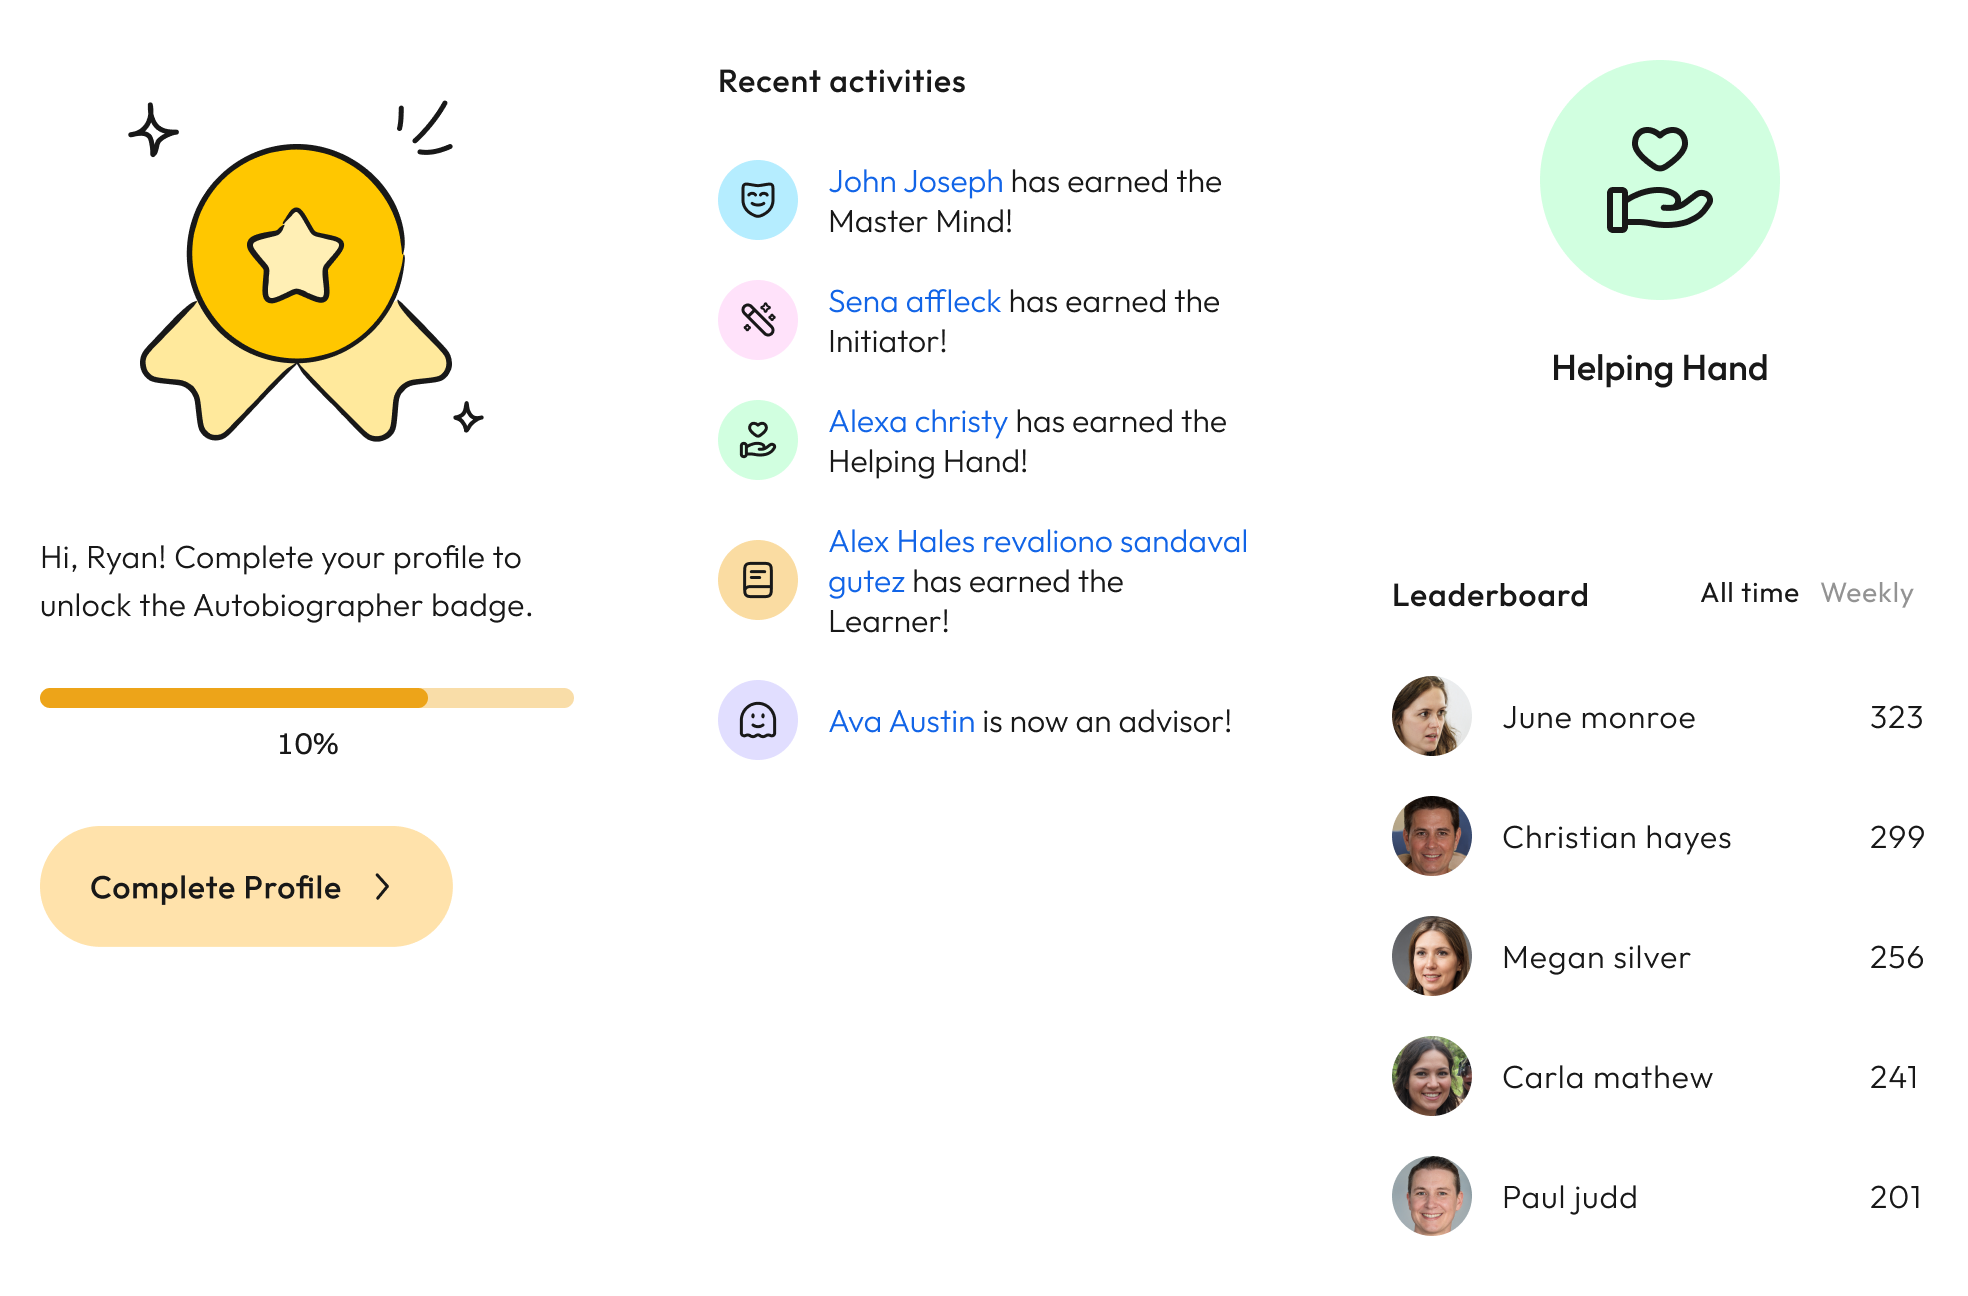 Hi, Ryan! Complete your profile to
unlock the Autobiographer badge.
10%
Complete Profile
Recent activities
John Joseph has earned the
Master Mind!
Sena affleck has earned the
Initiator!
Alexa christy has earned the
Helping Hand!
Alex Hales revaliono sandaval
gutez has earned the
Learner!
Ava Austin is now an advisor!
Helping Hand
Leaderboard All time Weekly
June monroe 323
Christian hayes 299
Megan silver 256
Carla mathew 241
Paul judd 201